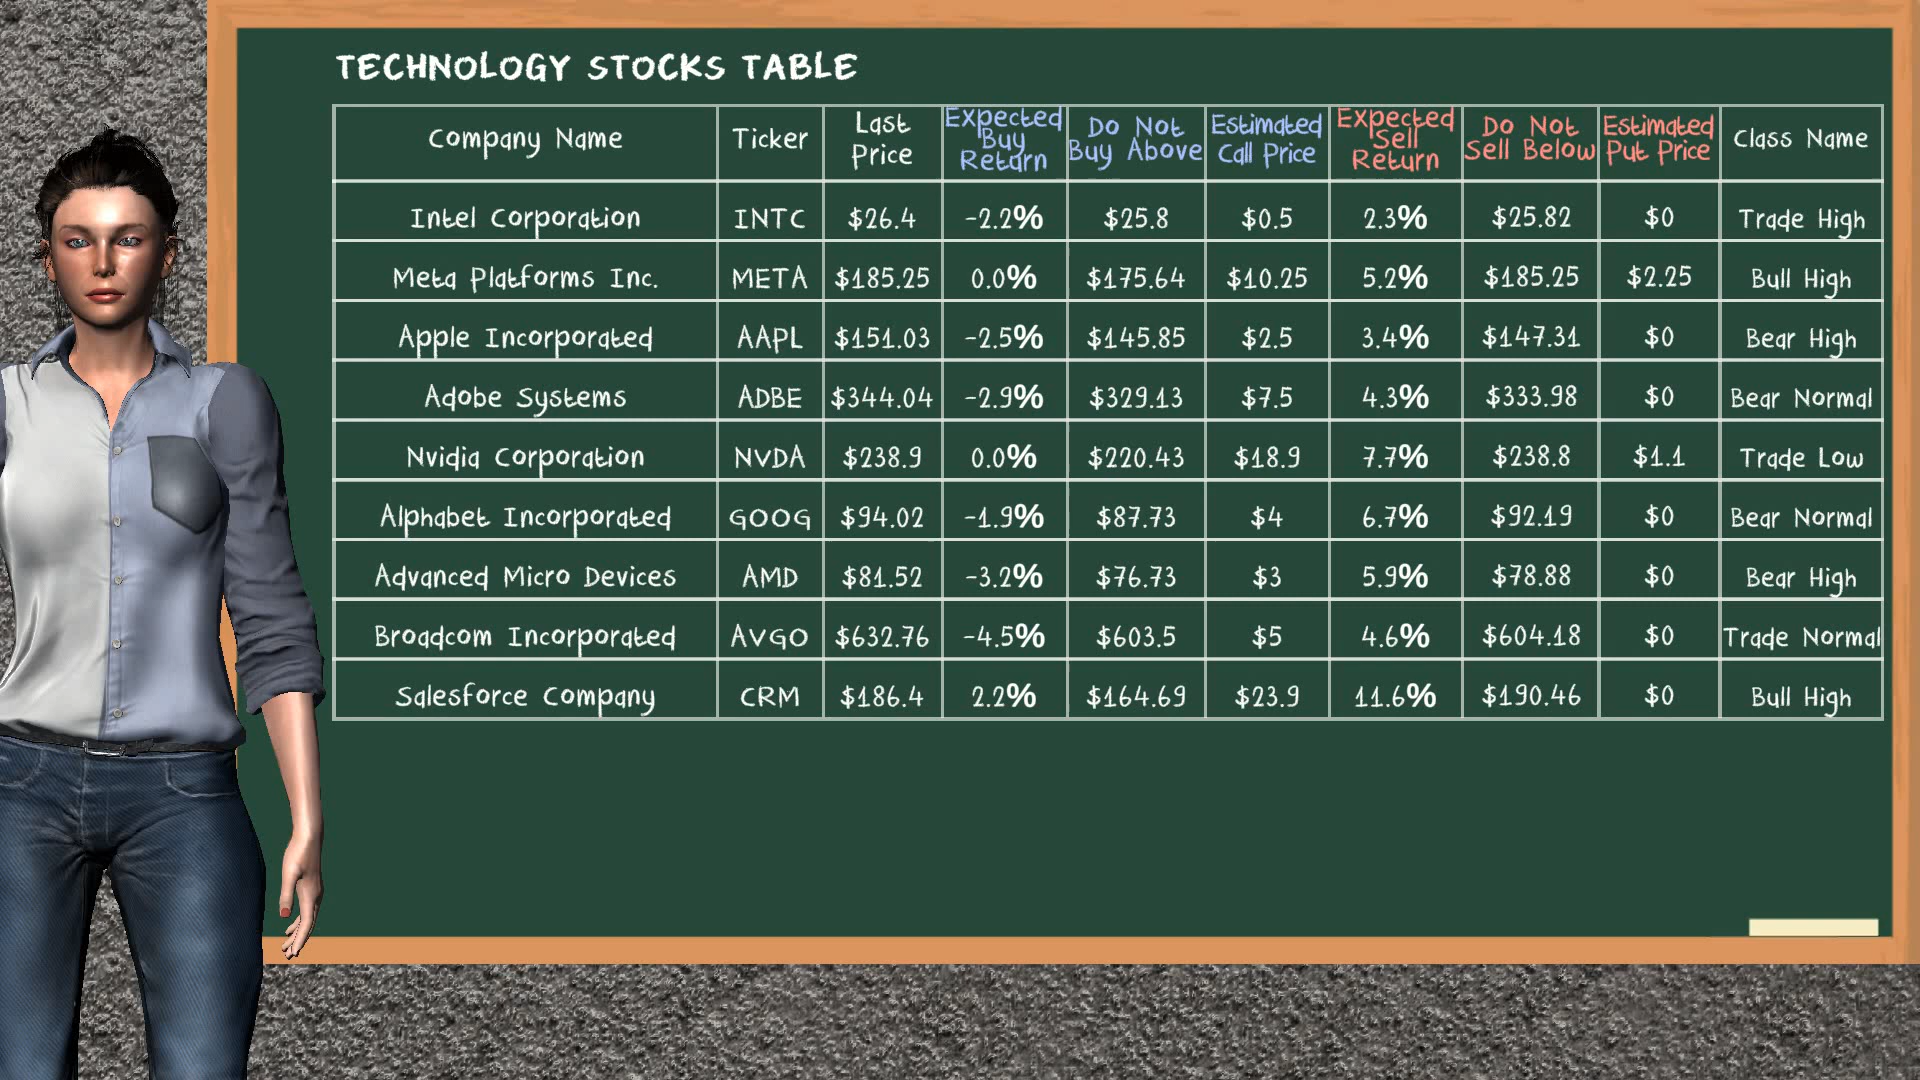 TECHNOLOGY STOCKS TABLE
Company Name Ticker Last Price Expected Buy Return Do Not Buy Above Estimated Call Price Expected Sell Return Do Not Sell Below Estimated Put Price Class Name
Intel Corporation INTC $26.4 -2.2% $25.8 $0.5 2.3% $25.82 $0 Trade High
Meta Platforms Inc. META $185.25 0.0% $175.64 $10.25 5.2% $185.25 $2.25 Bull High
Apple Incorporated AAPL $151.03 -2.5% $145.85 $2.5 3.4% $147.31 $0 Bear High
Adobe Systems ADBE $344.04 -2.9% $329.13 $7.5 4.3% $333.98 $0 Bear Normal
Nvidia Corporation NVDA $238.9 0.0% $220.43 $18.9 7.7% $238.8 $1.1 Trade Low
Alphabet Incorporated GOOG $94.02 -1.9% $87.73 $4 6.7% $92.19 $0 Bear Normal
Advanced Micro Devices AMD $81.52 -3.2% $76.73 $3 5.9% $78.88 $0 Bear High
Broadcom Incorporated AVGO $632.76 -4.5% $603.5 $5 4.6% $604.18 $0 Trade Normal
Salesforce Company CRM $186.4 2.2% $164.69 $23.9 11.6% $190.46 $0 Bull High